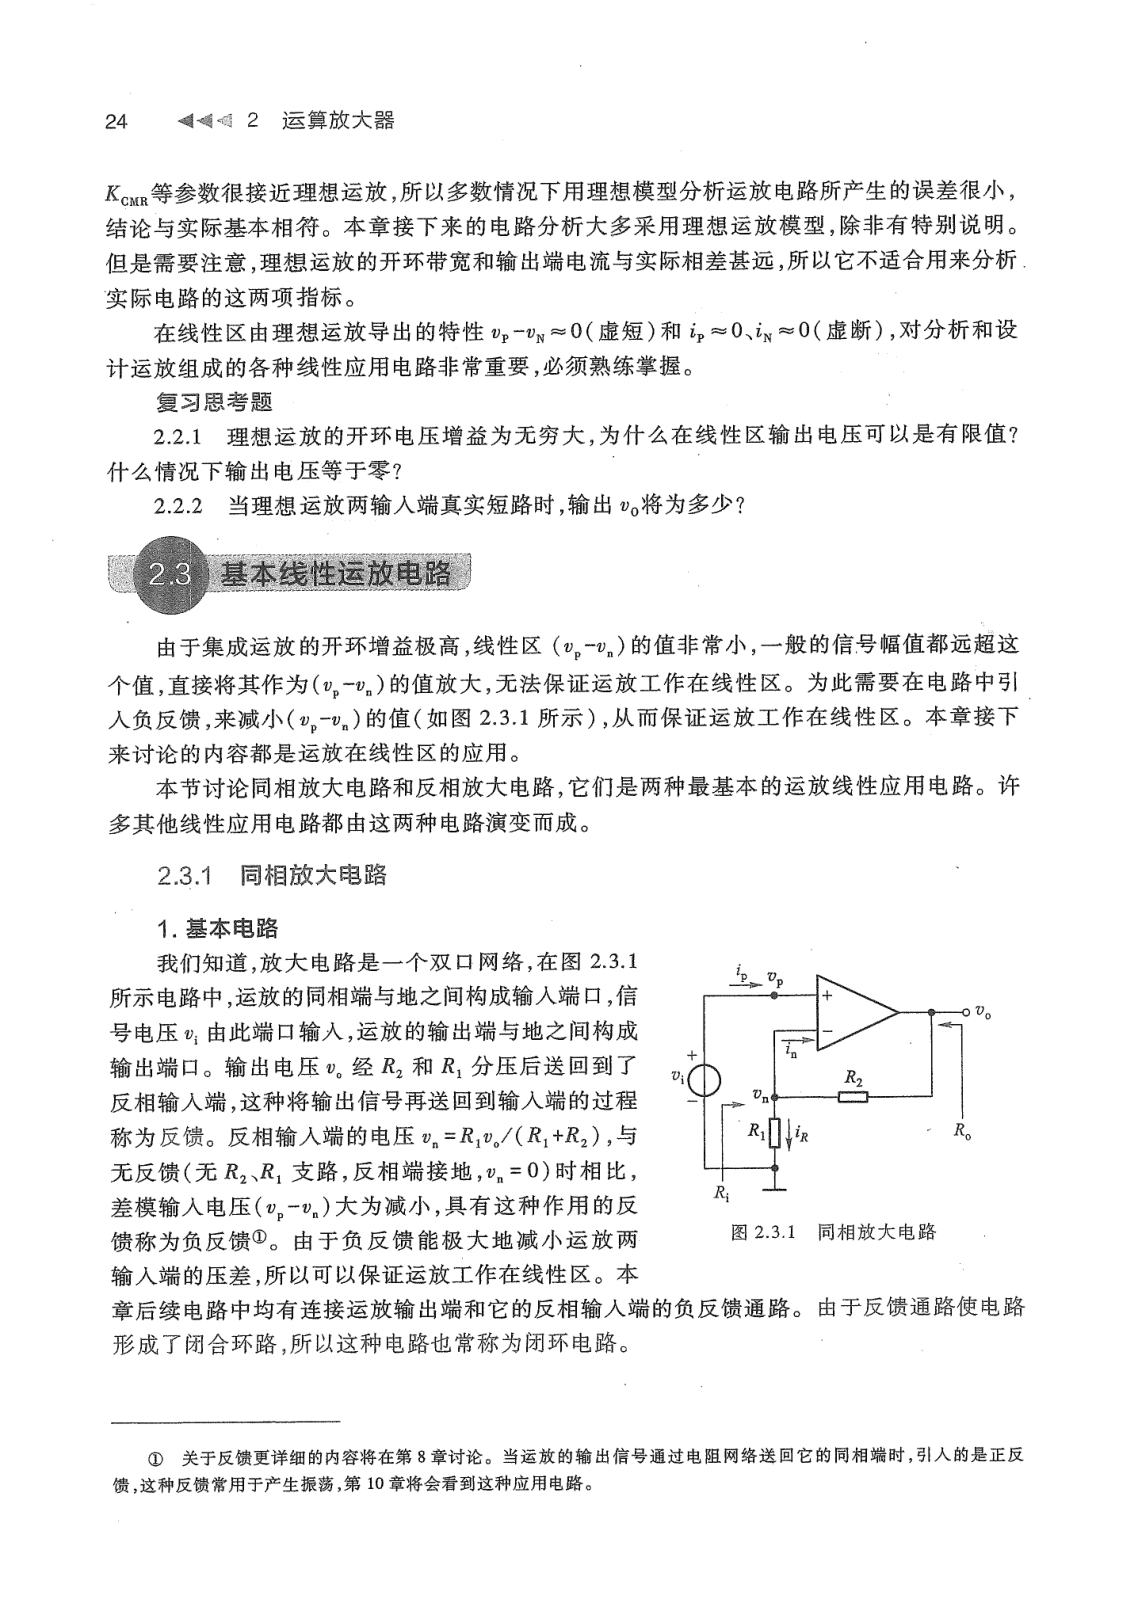 24 2 运算放大器
K_CMR等参数很接近理想运放,所以多数情况下用理想模型分析运放电路所产生的误差很小,
结论与实际基本相符。本章接下来的电路分析大多采用理想运放模型,除非有特别说明。
但是需要注意,理想运放的开环带宽和输出端电流与实际相差甚远,所以它不适合用来分析
实际电路的这两项指标。
在线性区由理想运放导出的特性 v_P-v_N≈0(虚短)和 i_P≈0、i_N≈0(虚断),对分析和设
计运放组成的各种线性应用电路非常重要,必须熟练掌握。
复习思考题
2.2.1 理想运放的开环电压增益为无穷大,为什么在线性区输出电压可以是有限值?
什么情况下输出电压等于零?
2.2.2 当理想运放两输入端真实短路时,输出 v_o将为多少?
2.3 基本线性运放电路
由于集成运放的开环增益极高,线性区 (v_p-v_n)的值非常小,一般的信号幅值都远超这
个值,直接将其作为(v_p-v_n)的值放大,无法保证运放工作在线性区。为此需要在电路中引
入负反馈,来减小(v_p-v_n)的值(如图 2.3.1 所示),从而保证运放工作在线性区。本章接下
来讨论的内容都是运放在线性区的应用。
本节讨论同相放大电路和反相放大电路,它们是两种最基本的运放线性应用电路。许
多其他线性应用电路都由这两种电路演变而成。
2.3.1 同相放大电路
1. 基本电路
我们知道,放大电路是一个双口网络,在图 2.3.1
所示电路中,运放的同相端与地之间构成输入端口,信
号电压 v_i 由此端口输入,运放的输出端与地之间构成
输出端口。输出电压 v_o 经 R_2 和 R_1 分压后送回到了
反相输入端,这种将输出信号再送回到输入端的过程
称为反馈。反相输入端的电压 v_n=R_1v_o/(R_1+R_2),与
无反馈(无 R_2、R_1 支路,反相端接地,v_n=0)时相比,
差模输入电压(v_p-v_n)大为减小,具有这种作用的反
馈称为负反馈①。由于负反馈能极大地减小运放两
输入端的压差,所以可以保证运放工作在线性区。本
章后续电路中均有连接运放输出端和它的反相输入端的负反馈通路。由于反馈通路使电路
形成了闭合环路,所以这种电路也常称为闭环电路。
i_p v_p
+
v_o
−
i_n
+
v_i
−
R_2
v_n
R_1 i_R
R_o
R_i
图 2.3.1 同相放大电路
① 关于反馈更详细的内容将在第 8 章讨论。当运放的输出信号通过电阻网络送回它的同相端时,引入的是正反
馈,这种反馈常用于产生振荡,第 10 章将会看到这种应用电路。